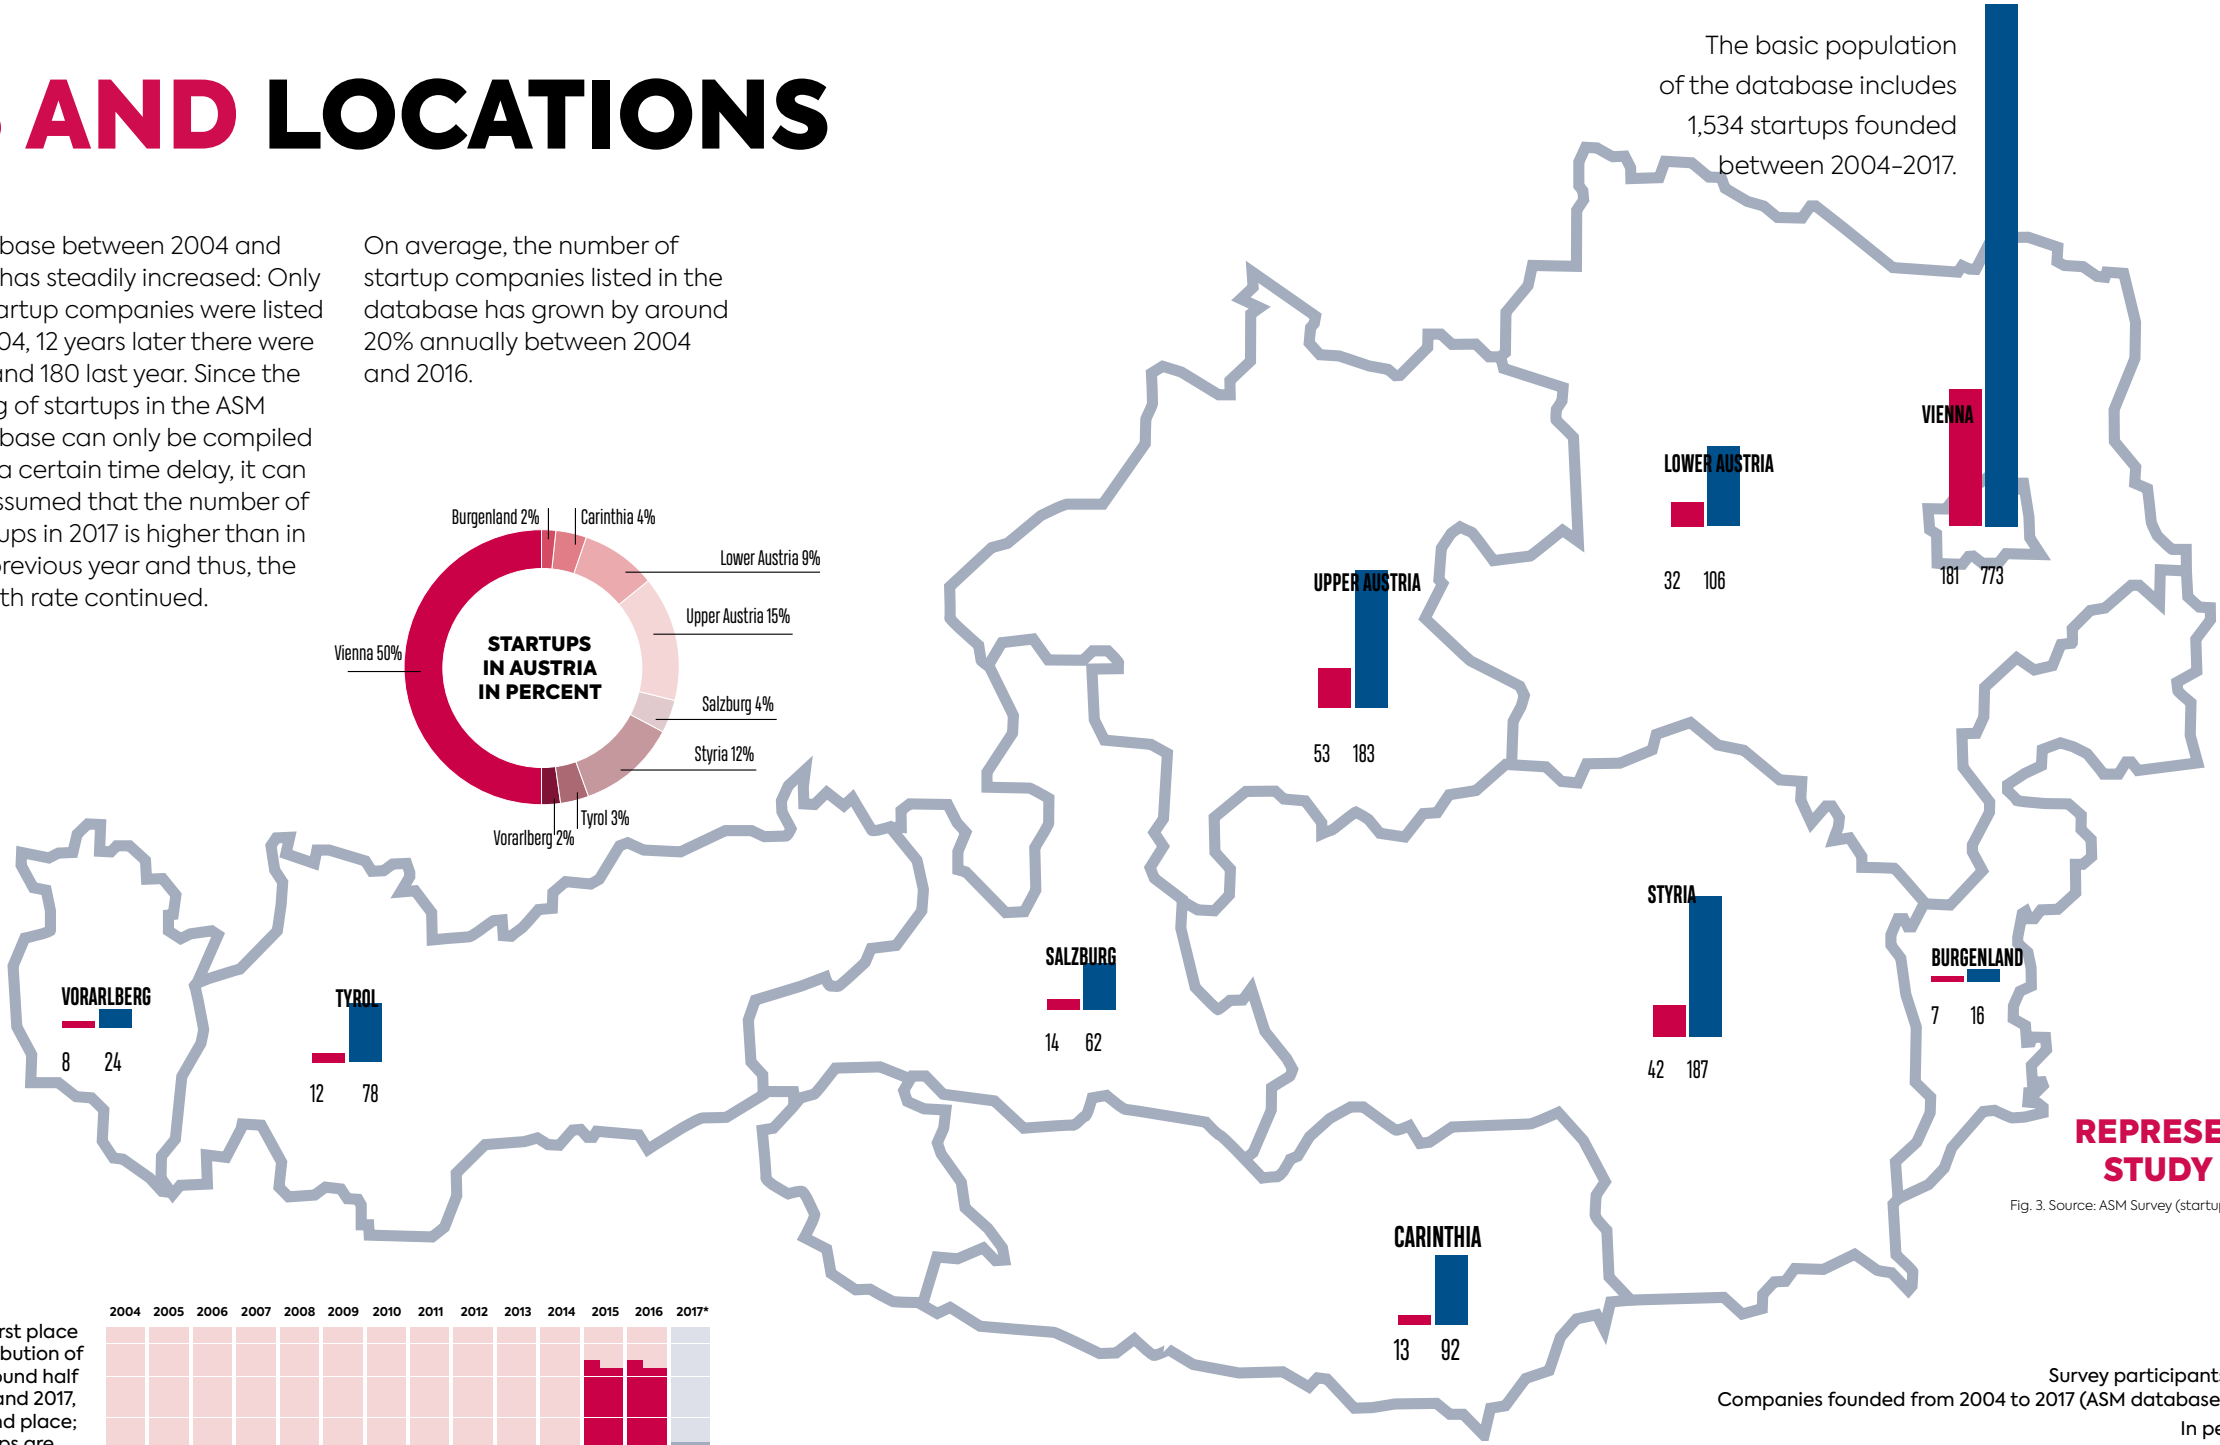 AND LOCATIONS
The basic population
of the database includes
1,534 startups founded
between 2004-2017.
base between 2004 and
has steadily increased: Only
artup companies were listed
04, 12 years later there were
and 180 last year. Since the
g of startups in the ASM
base can only be compiled
a certain time delay, it can
ssumed that the number of
ups in 2017 is higher than in
previous year and thus, the
th rate continued.
On average, the number of
startup companies listed in the
database has grown by around
20% annually between 2004
and 2016.
Burgenland 2%
Carinthia 4%
Lower Austria 9%
Upper Austria 15%
Vienna 50%
STARTUPS
IN AUSTRIA
IN PERCENT
Salzburg 4%
Styria 12%
Tyrol 3%
Vorarlberg 2%
VIENNA
181 773
LOWER AUSTRIA
32 106
UPPER AUSTRIA
53 183
STYRIA
42 187
BURGENLAND
7 16
SALZBURG
14 62
VORARLBERG
8 24
TYROL
12 78
CARINTHIA
13 92
REPRESE
STUDY
Fig. 3. Source: ASM Survey (startu
2004 2005 2006 2007 2008 2009 2010 2011 2012 2013 2014 2015 2016 2017*
rst place
bution of
ound half
and 2017,
nd place;
ps are
Survey participants
Companies founded from 2004 to 2017 (ASM database
In pe